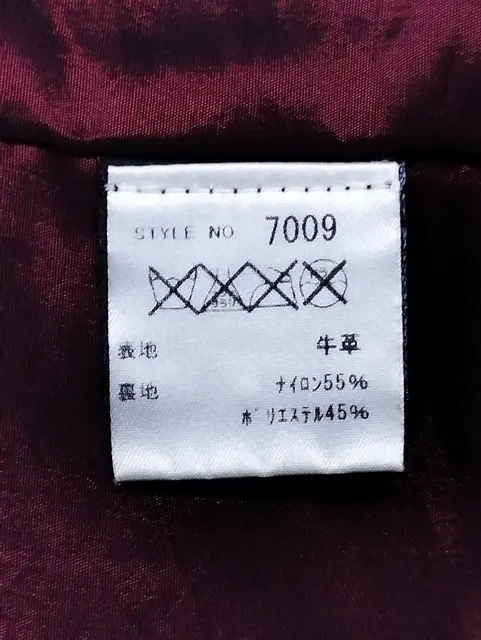 STYLE NO 7009
表地 牛革
裏地 ナイロン55%
ポリエステル45%